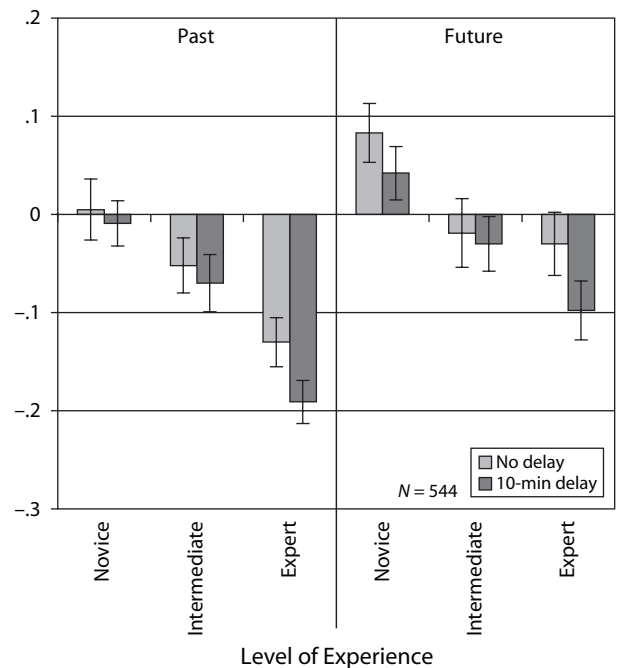 .2
Past
Future
.1
0
–.1
–.2
No delay
10-min delay
N = 544
–.3
Novice
Intermediate
Expert
Novice
Intermediate
Expert
Level of Experience